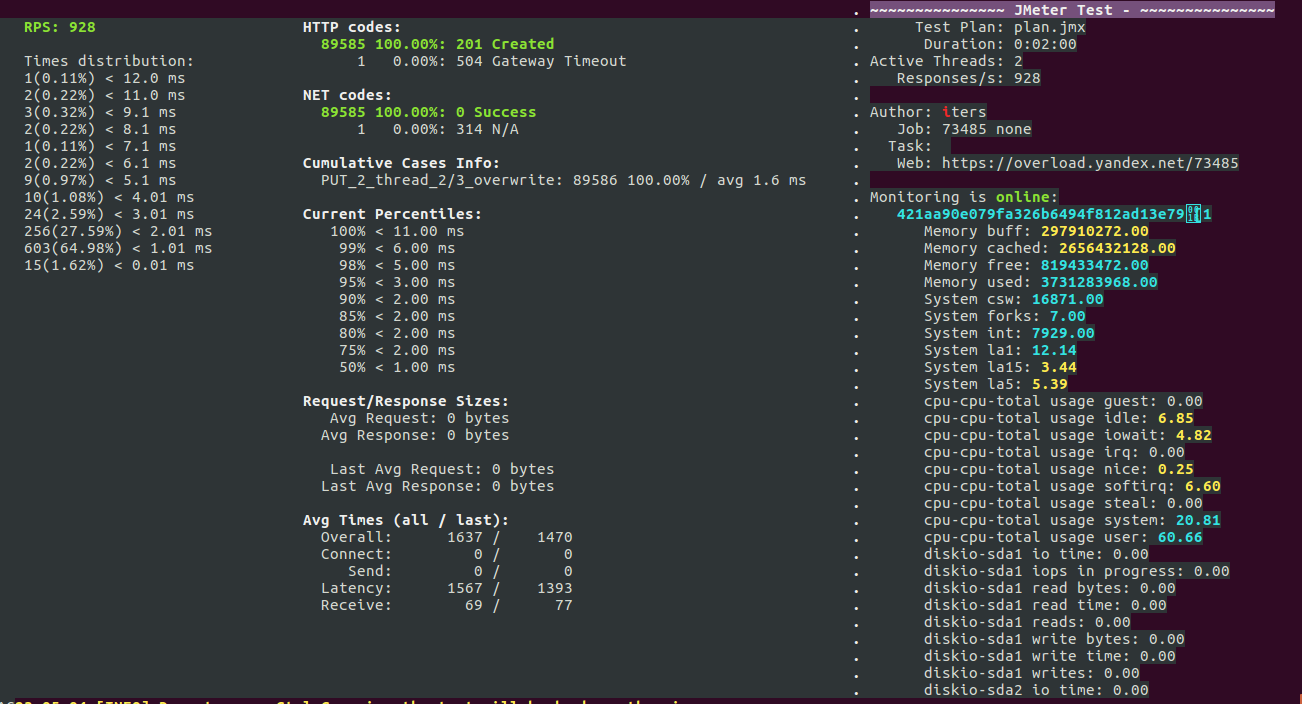 RPS: 928
Times distribution:
1(0.11%) < 12.0 ms
2(0.22%) < 11.0 ms
3(0.32%) < 9.1 ms
2(0.22%) < 8.1 ms
1(0.11%) < 7.1 ms
2(0.22%) < 6.1 ms
9(0.97%) < 5.1 ms
10(1.08%) < 4.01 ms
24(2.59%) < 3.01 ms
256(27.59%) < 2.01 ms
603(64.98%) < 1.01 ms
15(1.62%) < 0.01 ms
HTTP codes:
89585 100.00%: 201 Created
1 0.00%: 504 Gateway Timeout
NET codes:
89585 100.00%: 0 Success
1 0.00%: 314 N/A
Cumulative Cases Info:
PUT_2_thread_2/3_overwrite: 89586 100.00% / avg 1.6 ms
Current Percentiles:
100% < 11.00 ms
99% < 6.00 ms
98% < 5.00 ms
95% < 3.00 ms
90% < 2.00 ms
85% < 2.00 ms
80% < 2.00 ms
75% < 2.00 ms
50% < 1.00 ms
Request/Response Sizes:
Avg Request: 0 bytes
Avg Response: 0 bytes
Last Avg Request: 0 bytes
Last Avg Response: 0 bytes
Avg Times (all / last):
Overall: 1637 / 1470
Connect: 0 / 0
Send: 0 / 0
Latency: 1567 / 1393
Receive: 69 / 77
~~~~~~~~~~~~~~~ JMeter Test - ~~~~~~~~~~~~~~~
Test Plan: plan.jmx
Duration: 0:02:00
Active Threads: 2
Responses/s: 928
Author: iters
Job: 73485 none
Task:
Web: https://overload.yandex.net/73485
Monitoring is online:
421aa90e079fa326b6494f812ad13e79 1
Memory buff: 297910272.00
Memory cached: 2656432128.00
Memory free: 819433472.00
Memory used: 3731283968.00
System csw: 16871.00
System forks: 7.00
System int: 7929.00
System la1: 12.14
System la15: 3.44
System la5: 5.39
cpu-cpu-total usage guest: 0.00
cpu-cpu-total usage idle: 6.85
cpu-cpu-total usage iowait: 4.82
cpu-cpu-total usage irq: 0.00
cpu-cpu-total usage nice: 0.25
cpu-cpu-total usage softirq: 6.60
cpu-cpu-total usage steal: 0.00
cpu-cpu-total usage system: 20.81
cpu-cpu-total usage user: 60.66
diskio-sda1 io time: 0.00
diskio-sda1 iops in progress: 0.00
diskio-sda1 read bytes: 0.00
diskio-sda1 read time: 0.00
diskio-sda1 reads: 0.00
diskio-sda1 write bytes: 0.00
diskio-sda1 write time: 0.00
diskio-sda1 writes: 0.00
diskio-sda2 io time: 0.00